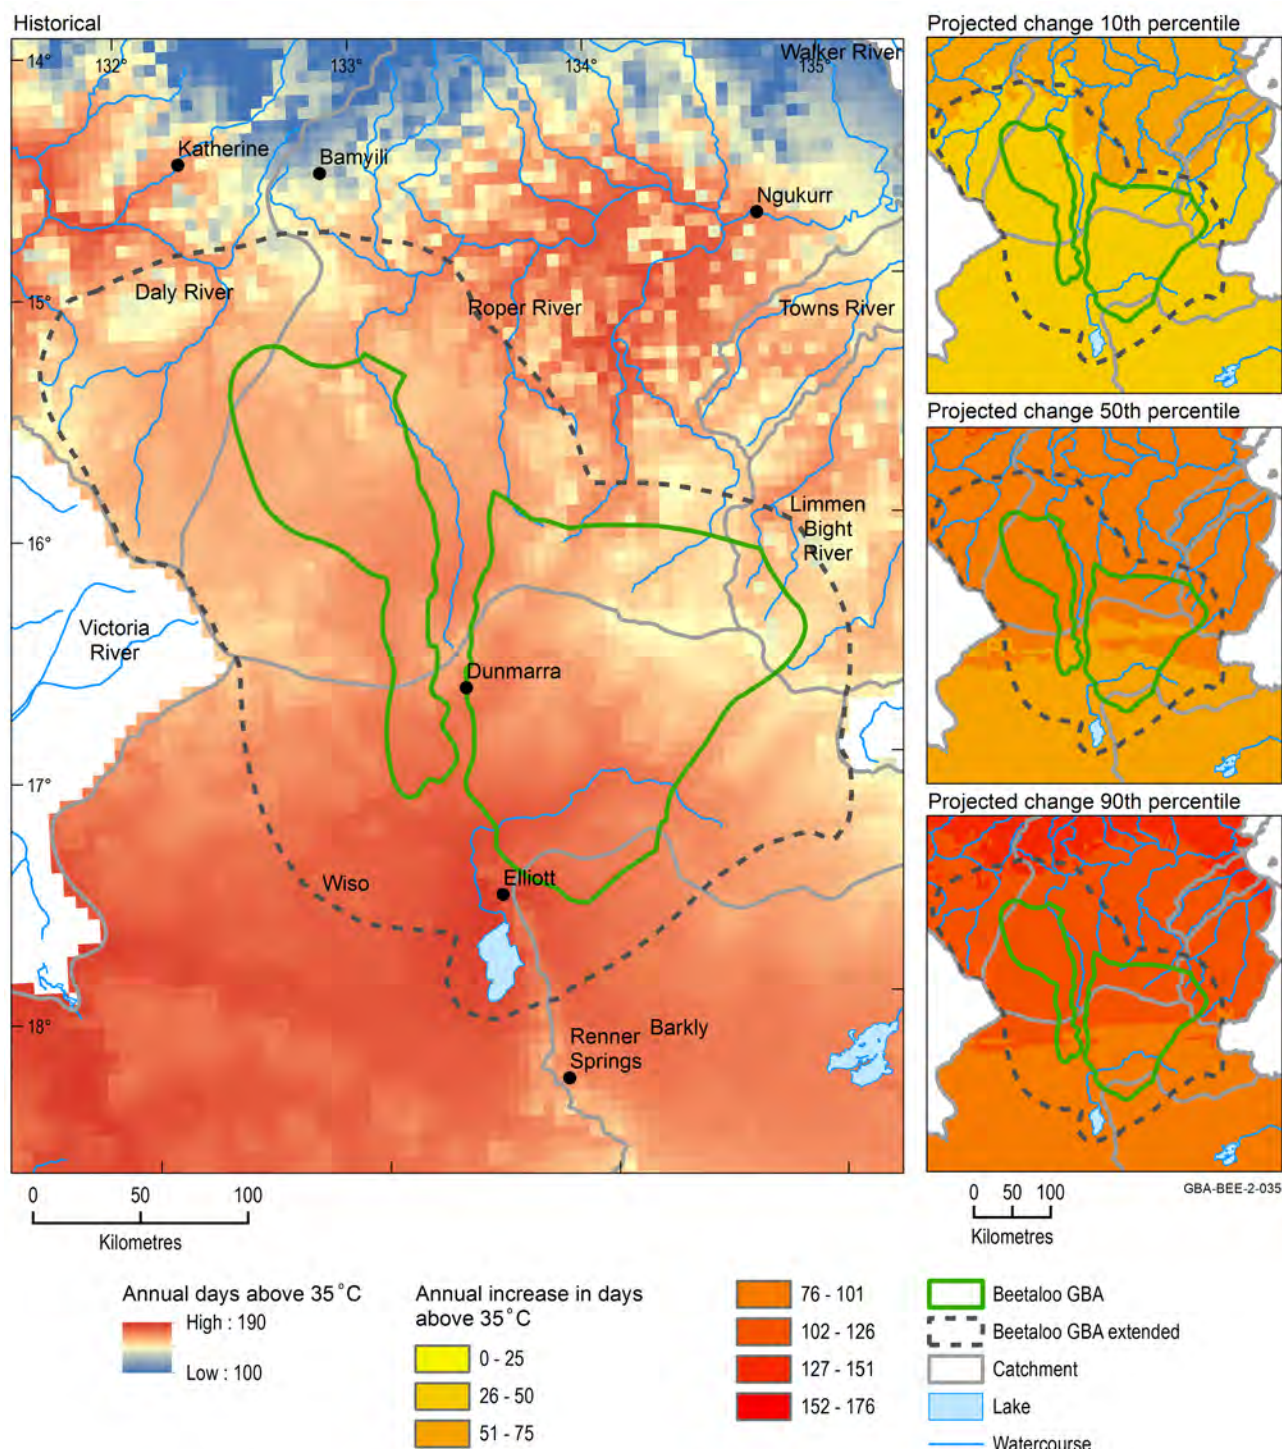 Historical
14°
132°
133°
134°
135°
Walker River
Katherine
Bamyili
Ngukurr
Daly River
15°
Roper River
Towns River
16°
Limmen
Bight
River
Victoria
River
Dunmarra
17°
Wiso
Elliott
18°
Renner
Springs
Barkly
0 50 100
Kilometres
Projected change 10th percentile
Projected change 50th percentile
Projected change 90th percentile
GBA-BEE-2-035
0 50 100
Kilometres
Annual days above 35°C
High : 190
Low : 100
Annual increase in days
above 35°C
0 - 25
26 - 50
51 - 75
76 - 101
102 - 126
127 - 151
152 - 176
Beetaloo GBA
Beetaloo GBA extended
Catchment
Lake
Watercourse